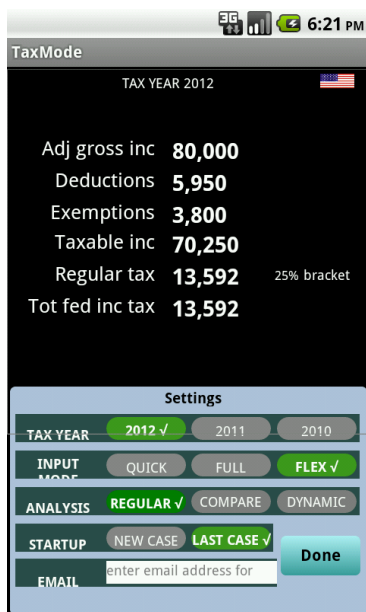 3G 6:21 PM
TaxMode
TAX YEAR 2012
Adj gross inc 80,000
Deductions 5,950
Exemptions 3,800
Taxable inc 70,250
Regular tax 13,592 25% bracket
Tot fed inc tax 13,592
Settings
TAX YEAR 2012 √ 2011 2010
INPUT MODE QUICK FULL FLEX √
ANALYSIS REGULAR √ COMPARE DYNAMIC
STARTUP NEW CASE LAST CASE √
Done
EMAIL enter email address for